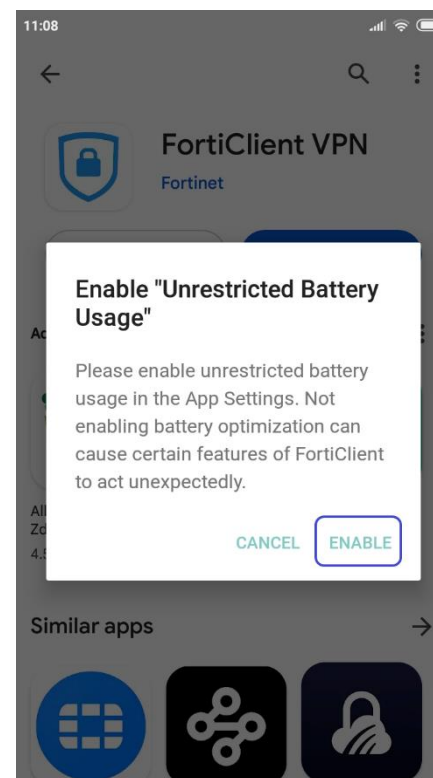 11:08
FortiClient VPN
Fortinet
Enable "Unrestricted Battery
Usage"
Please enable unrestricted battery
usage in the App Settings. Not
enabling battery optimization can
cause certain features of FortiClient
to act unexpectedly.
CANCEL ENABLE
Similar apps